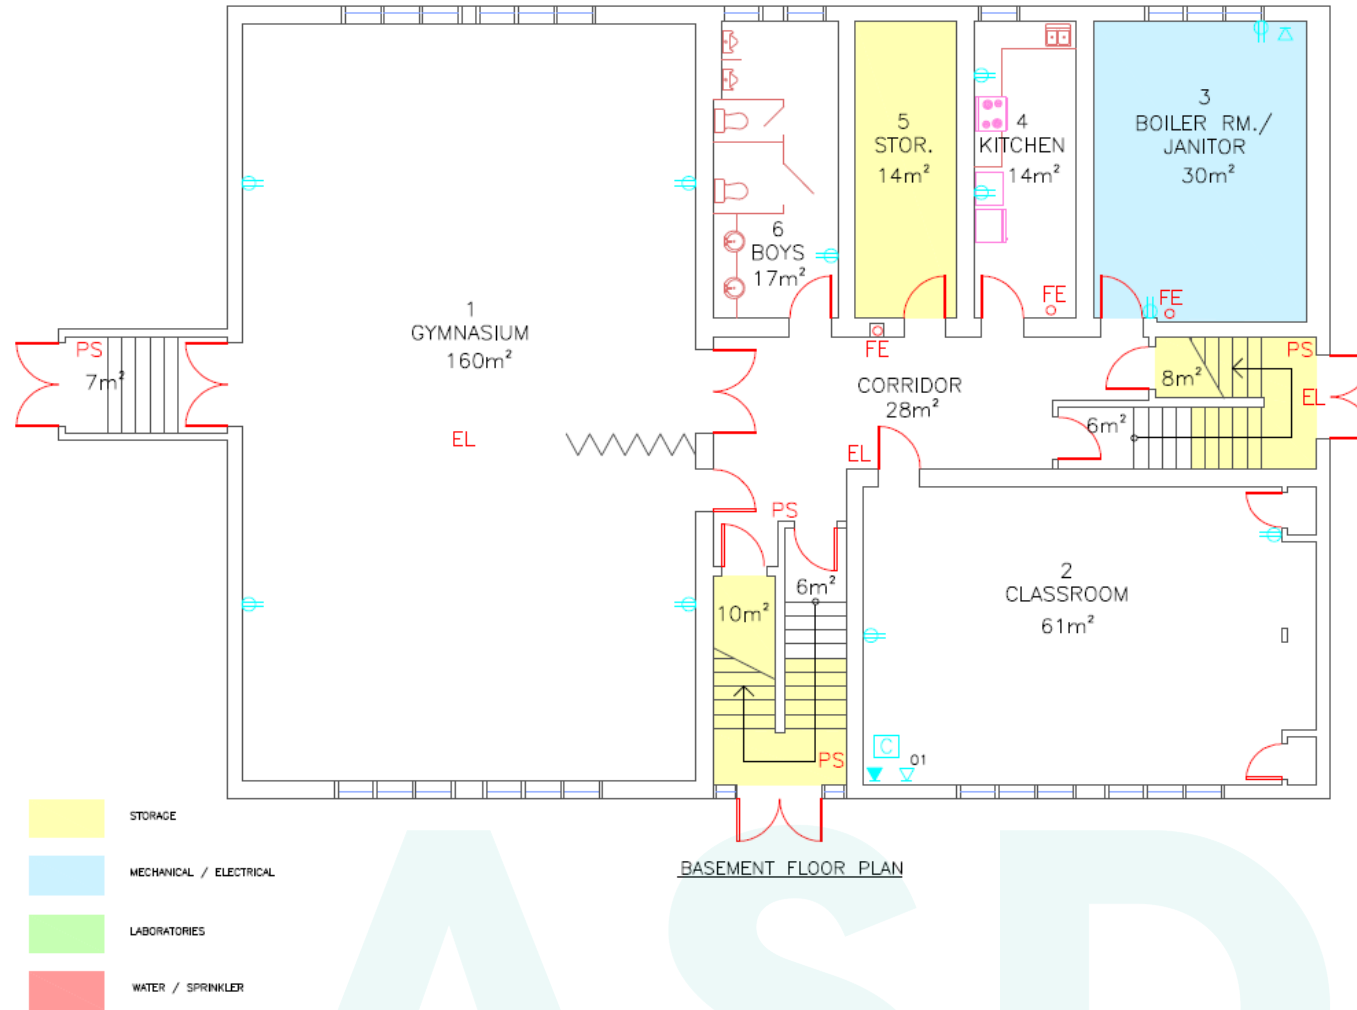 1
GYMNASIUM
160m²
PS
7m²
EL
6
BOYS
17m²
5
STOR.
14m²
4
KITCHEN
14m²
3
BOILER RM./
JANITOR
30m²
FE
FE
FE
CORRIDOR
28m²
EL
PS
8m²
PS
EL
6m²
2
CLASSROOM
61m²
C
01
6m²
10m²
PS
BASEMENT FLOOR PLAN
STORAGE
MECHANICAL / ELECTRICAL
LABORATORIES
WATER / SPRINKLER
ASD